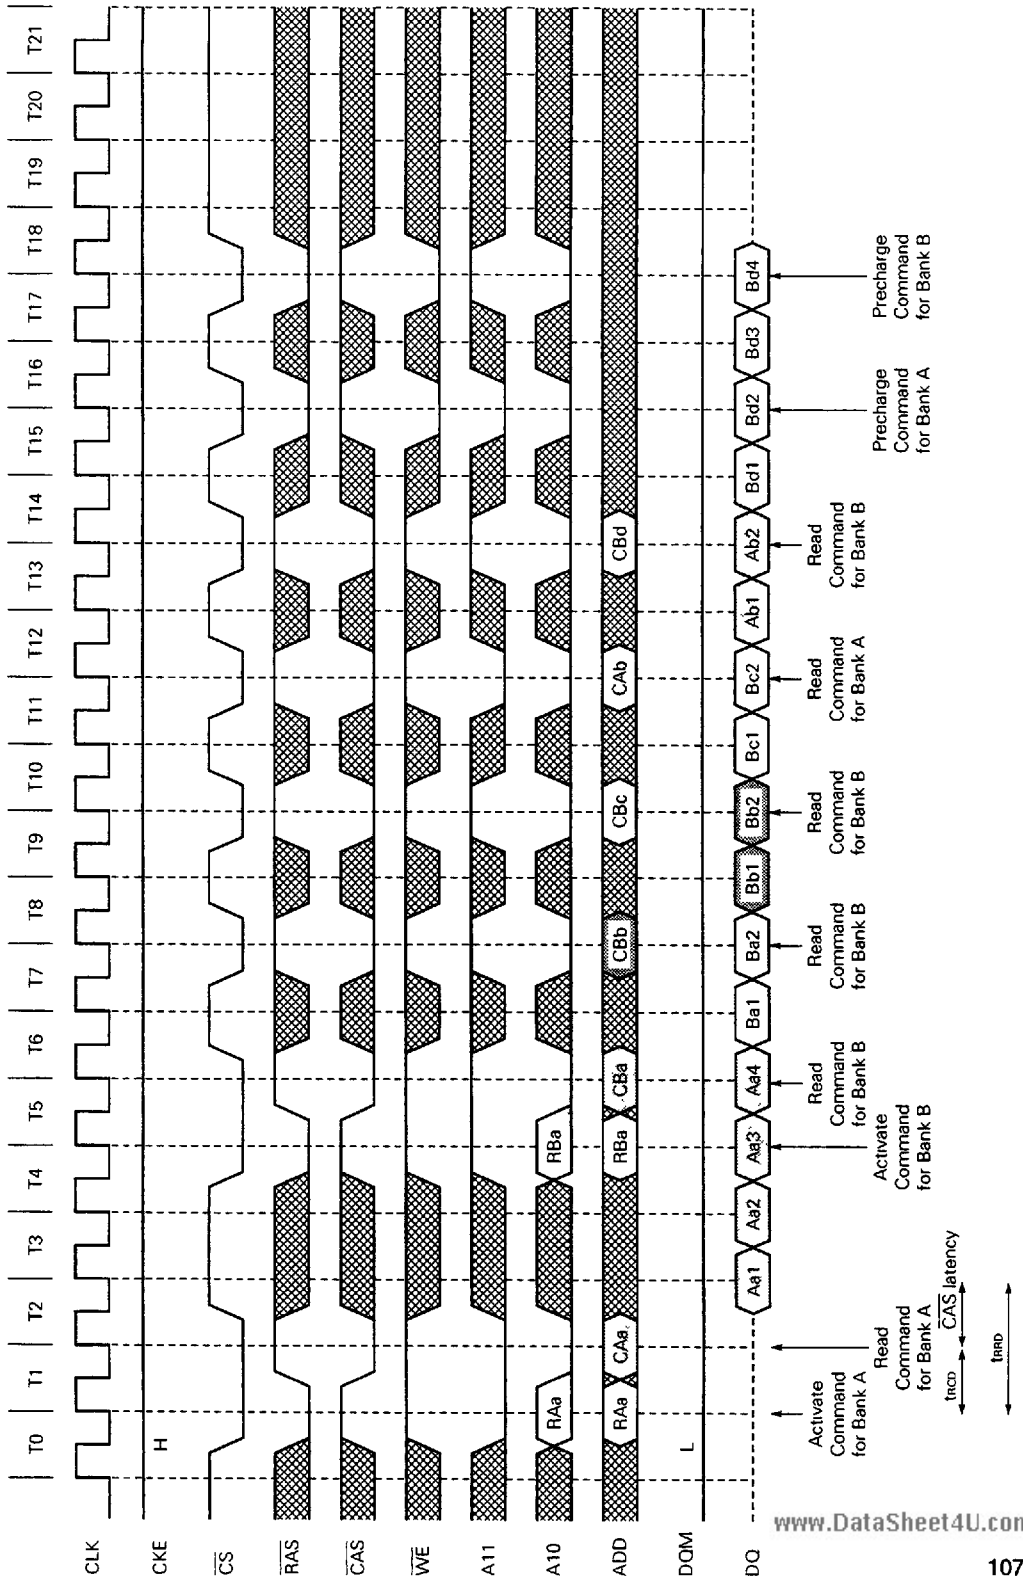 T0 T1 T2 T3 T4 T5 T6 T7 T8 T9 T10 T11 T12 T13 T14 T15 T16 T17 T18 T19 T20 T21
CLK
CKE H
CS
RAS
CAS
WE
A11
A10 RAa RBa
ADD RAa CAa RBa CBa CBb CBc CAb CBd
DQM L
DQ Aa1 Aa2 Aa3 Aa4 Ba1 Ba2 Bb1 Bb2 Bc1 Bc2 Ab1 Ab2 Bd1 Bd2 Bd3 Bd4
Activate
Command
for Bank A
Read
Command
for Bank A
Activate
Command
for Bank B
Read
Command
for Bank B
Read
Command
for Bank B
Read
Command
for Bank B
Read
Command
for Bank A
Read
Command
for Bank B
Precharge
Command
for Bank A
Precharge
Command
for Bank B
tRCD
CAS latency
tRRD
www.DataSheet4U.com
107